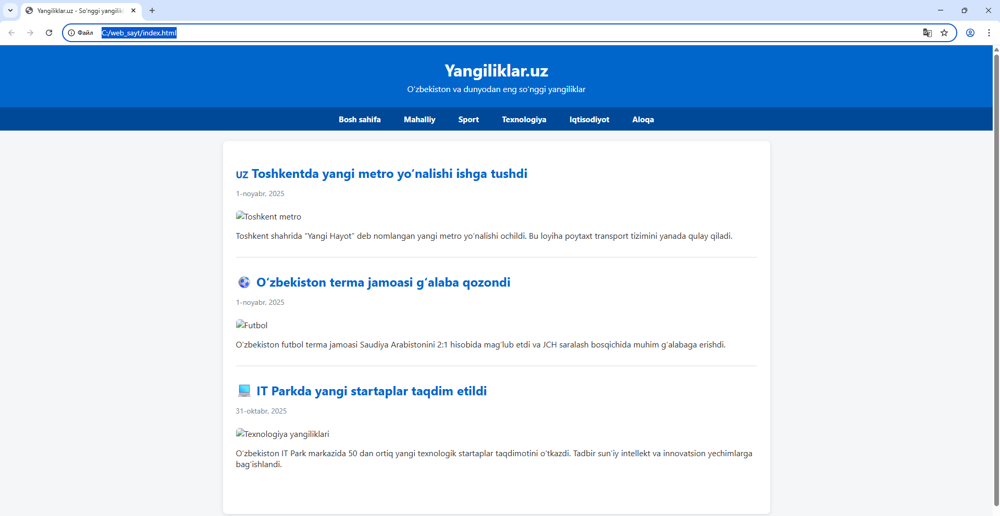 Yangiliklar.uz - So‘nggi yangilikl
Файл
C:/web_sayt/index.html
Yangiliklar.uz
O‘zbekiston va dunyodan eng so‘nggi yangiliklar
Bosh sahifa Mahalliy Sport Texnologiya Iqtisodiyot Aloqa
UZ Toshkentda yangi metro yo‘nalishi ishga tushdi
1-noyabr, 2025
Toshkent metro
Toshkent shahrida “Yangi Hayot” deb nomlangan yangi metro yo‘nalishi ochildi. Bu loyiha poytaxt transport tizimini yanada qulay qiladi.
O‘zbekiston terma jamoasi g‘alaba qozondi
1-noyabr, 2025
Futbol
O‘zbekiston futbol terma jamoasi Saudiya Arabistonini 2:1 hisobida mag‘lub etdi va JCH saralash bosqichida muhim g‘alabaga erishdi.
IT Parkda yangi startaplar taqdim etildi
31-oktabr, 2025
Texnologiya yangiliklari
O‘zbekiston IT Park markazida 50 dan ortiq yangi texnologik startaplar taqdimotini o‘tkazdi. Tadbir sun’iy intellekt va innovatsion yechimlarga
bag‘ishlandi.